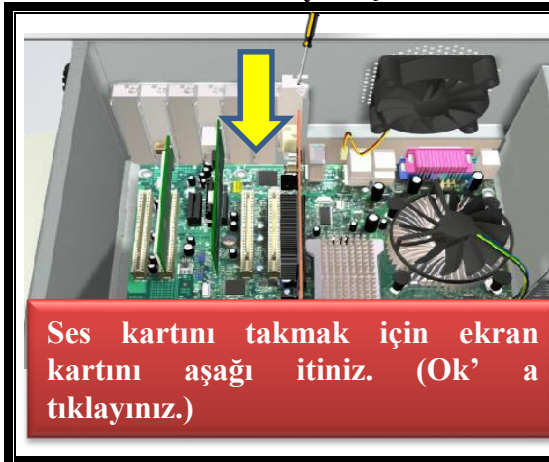 Ses kartını takmak için ekran
kartını aşağı itiniz. (Ok’ a
tıklayınız.)